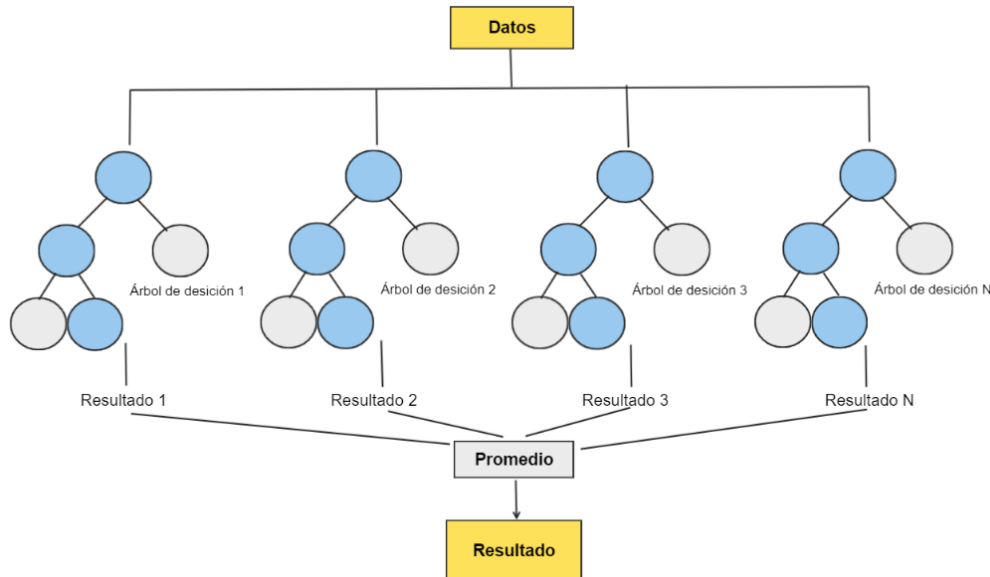 Datos
Árbol de desición 1
Árbol de desición 2
Árbol de desición 3
Árbol de desición N
Resultado 1
Resultado 2
Resultado 3
Resultado N
Promedio
Resultado